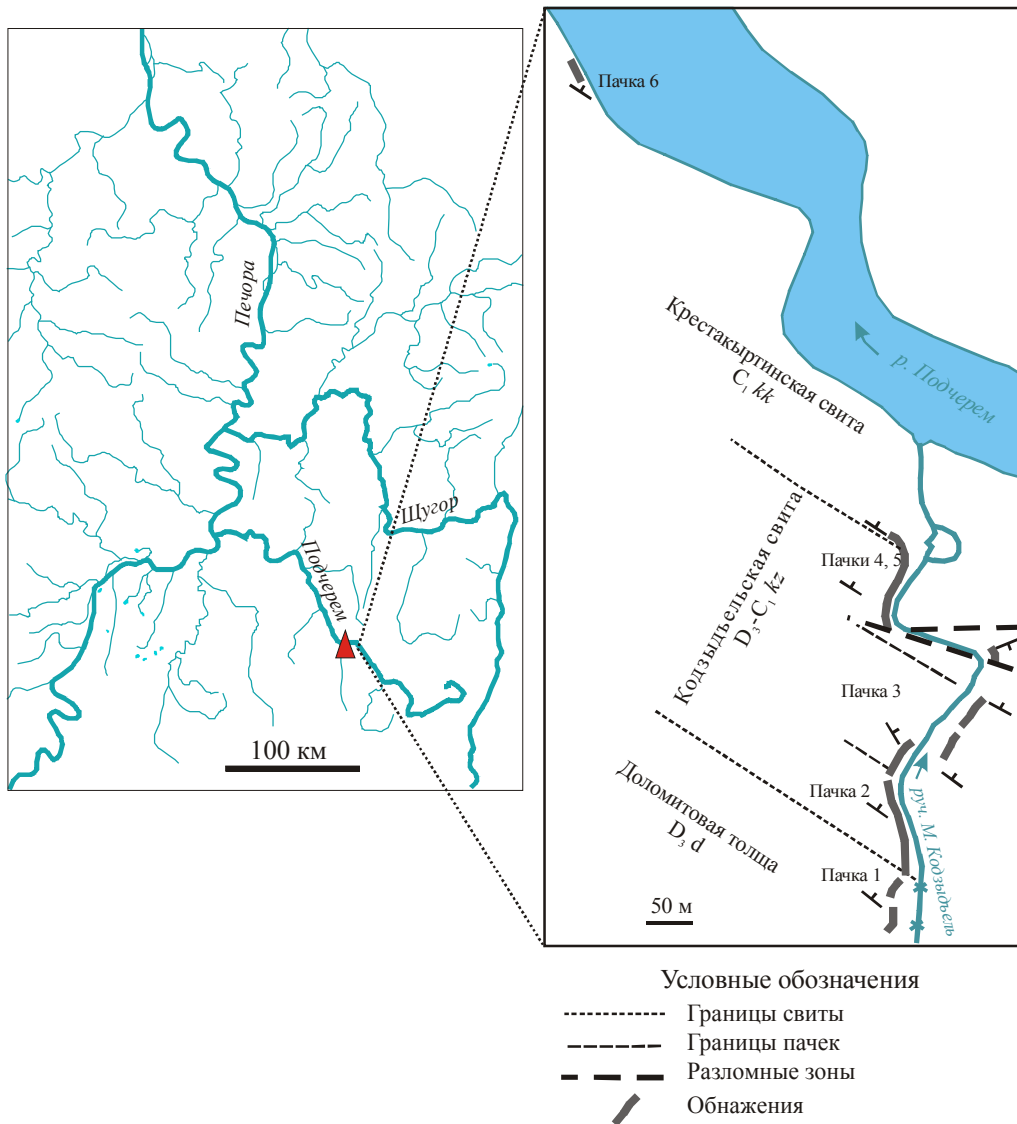 Печора
Щугор
Подчерем
100 км
Пачка 6
р. Подчерем
Крестакыртинская свита
C₁ kk
Кодзыдъельская свита
D₃-C₁ kz
Пачки 4, 5
Пачка 3
Доломитовая толща
D₃ d
Пачка 2
Пачка 1
руч. М. Кодзыдъель
50 м
Условные обозначения
Границы свиты
Границы пачек
Разломные зоны
Обнажения